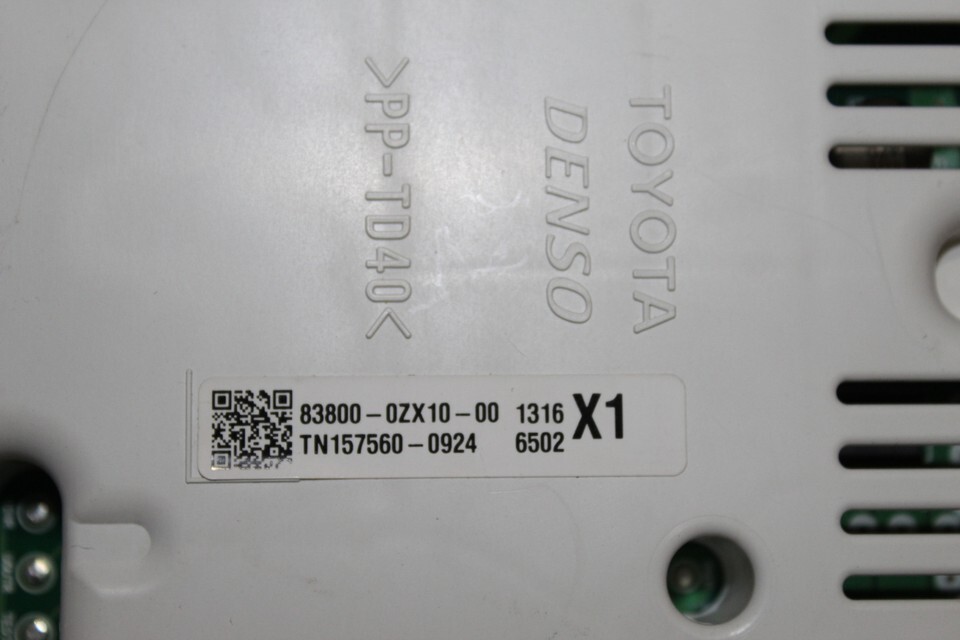 TOYOTA
DENSO
>PP-TD40<
83800-0ZX10-00 1316 X1
TN157560-0924 6502